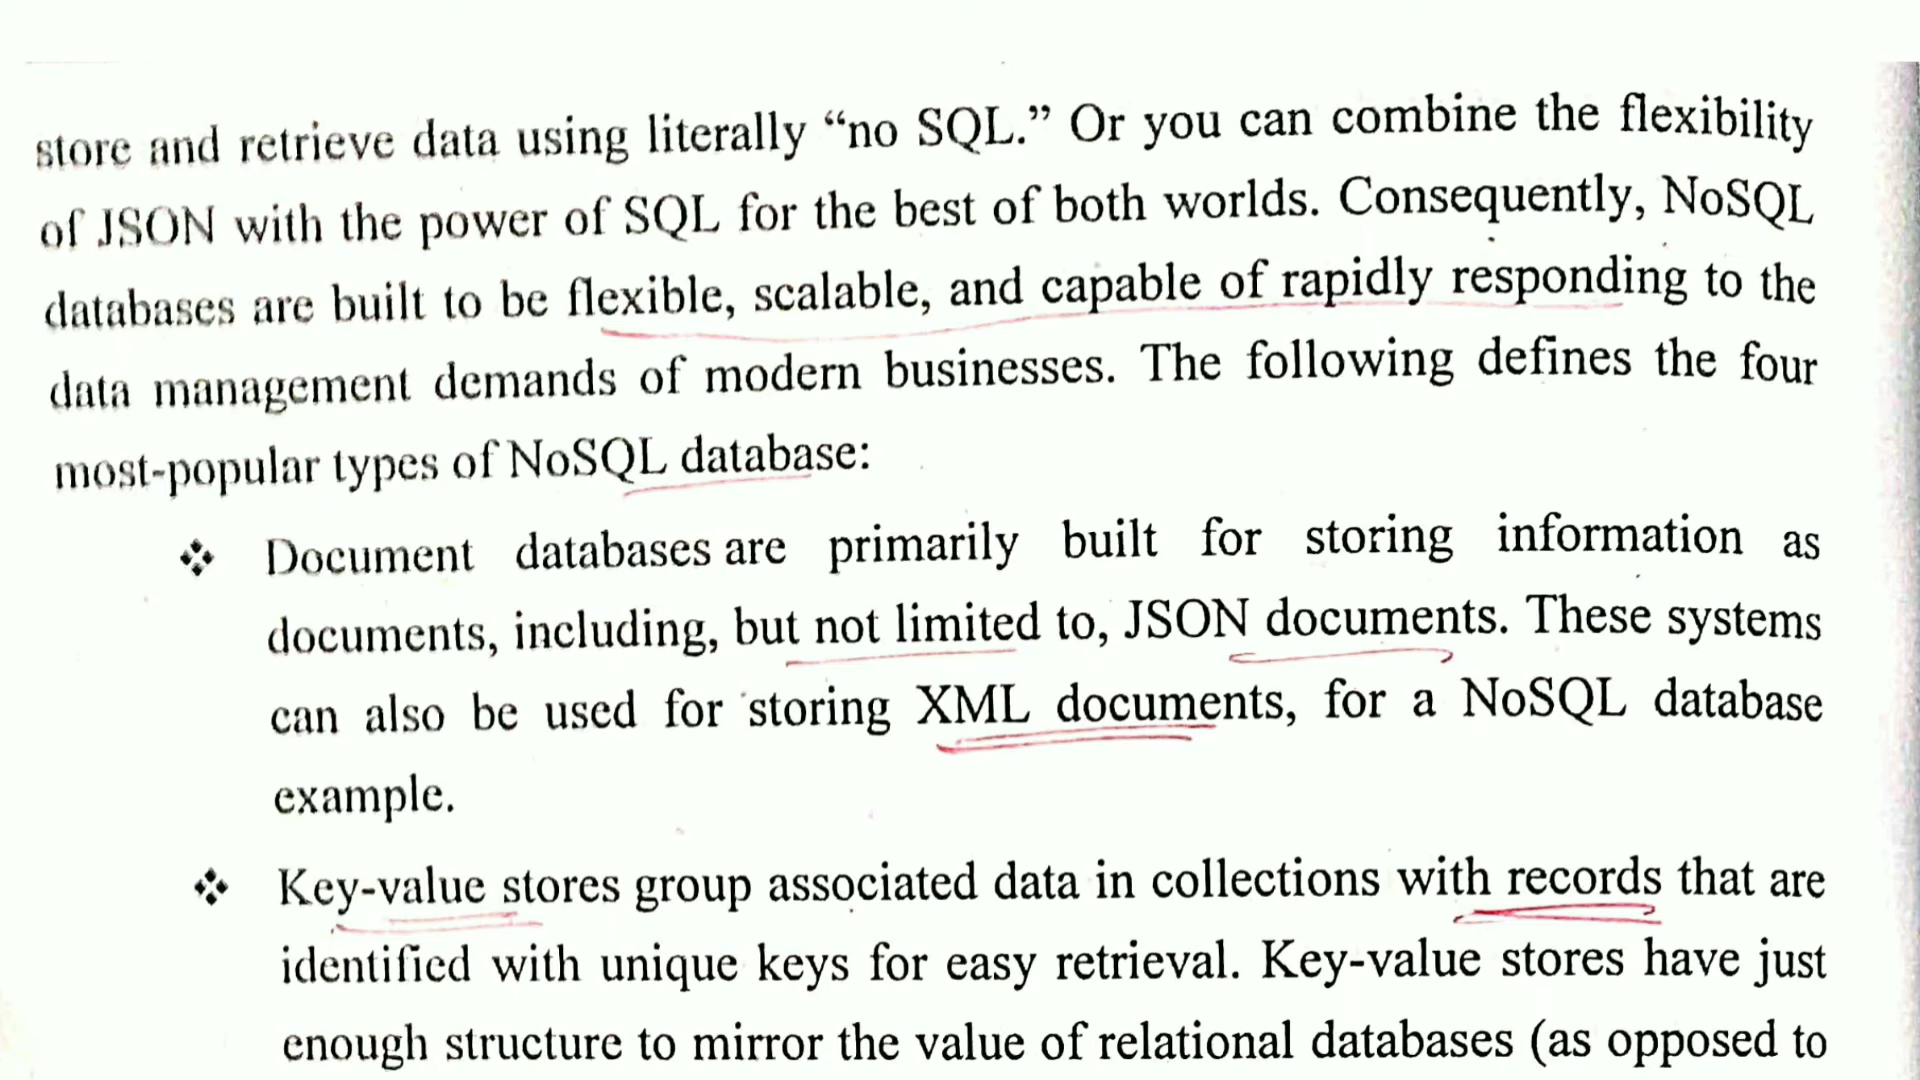 store and retrieve data using literally “no SQL.” Or you can combine the flexibility
of JSON with the power of SQL for the best of both worlds. Consequently, NoSQL
databases are built to be flexible, scalable, and capable of rapidly responding to the
data management demands of modern businesses. The following defines the four
most-popular types of NoSQL database:
❖ Document databases are primarily built for storing information as
documents, including, but not limited to, JSON documents. These systems
can also be used for storing XML documents, for a NoSQL database
example.
❖ Key-value stores group associated data in collections with records that are
identified with unique keys for easy retrieval. Key-value stores have just
enough structure to mirror the value of relational databases (as opposed to